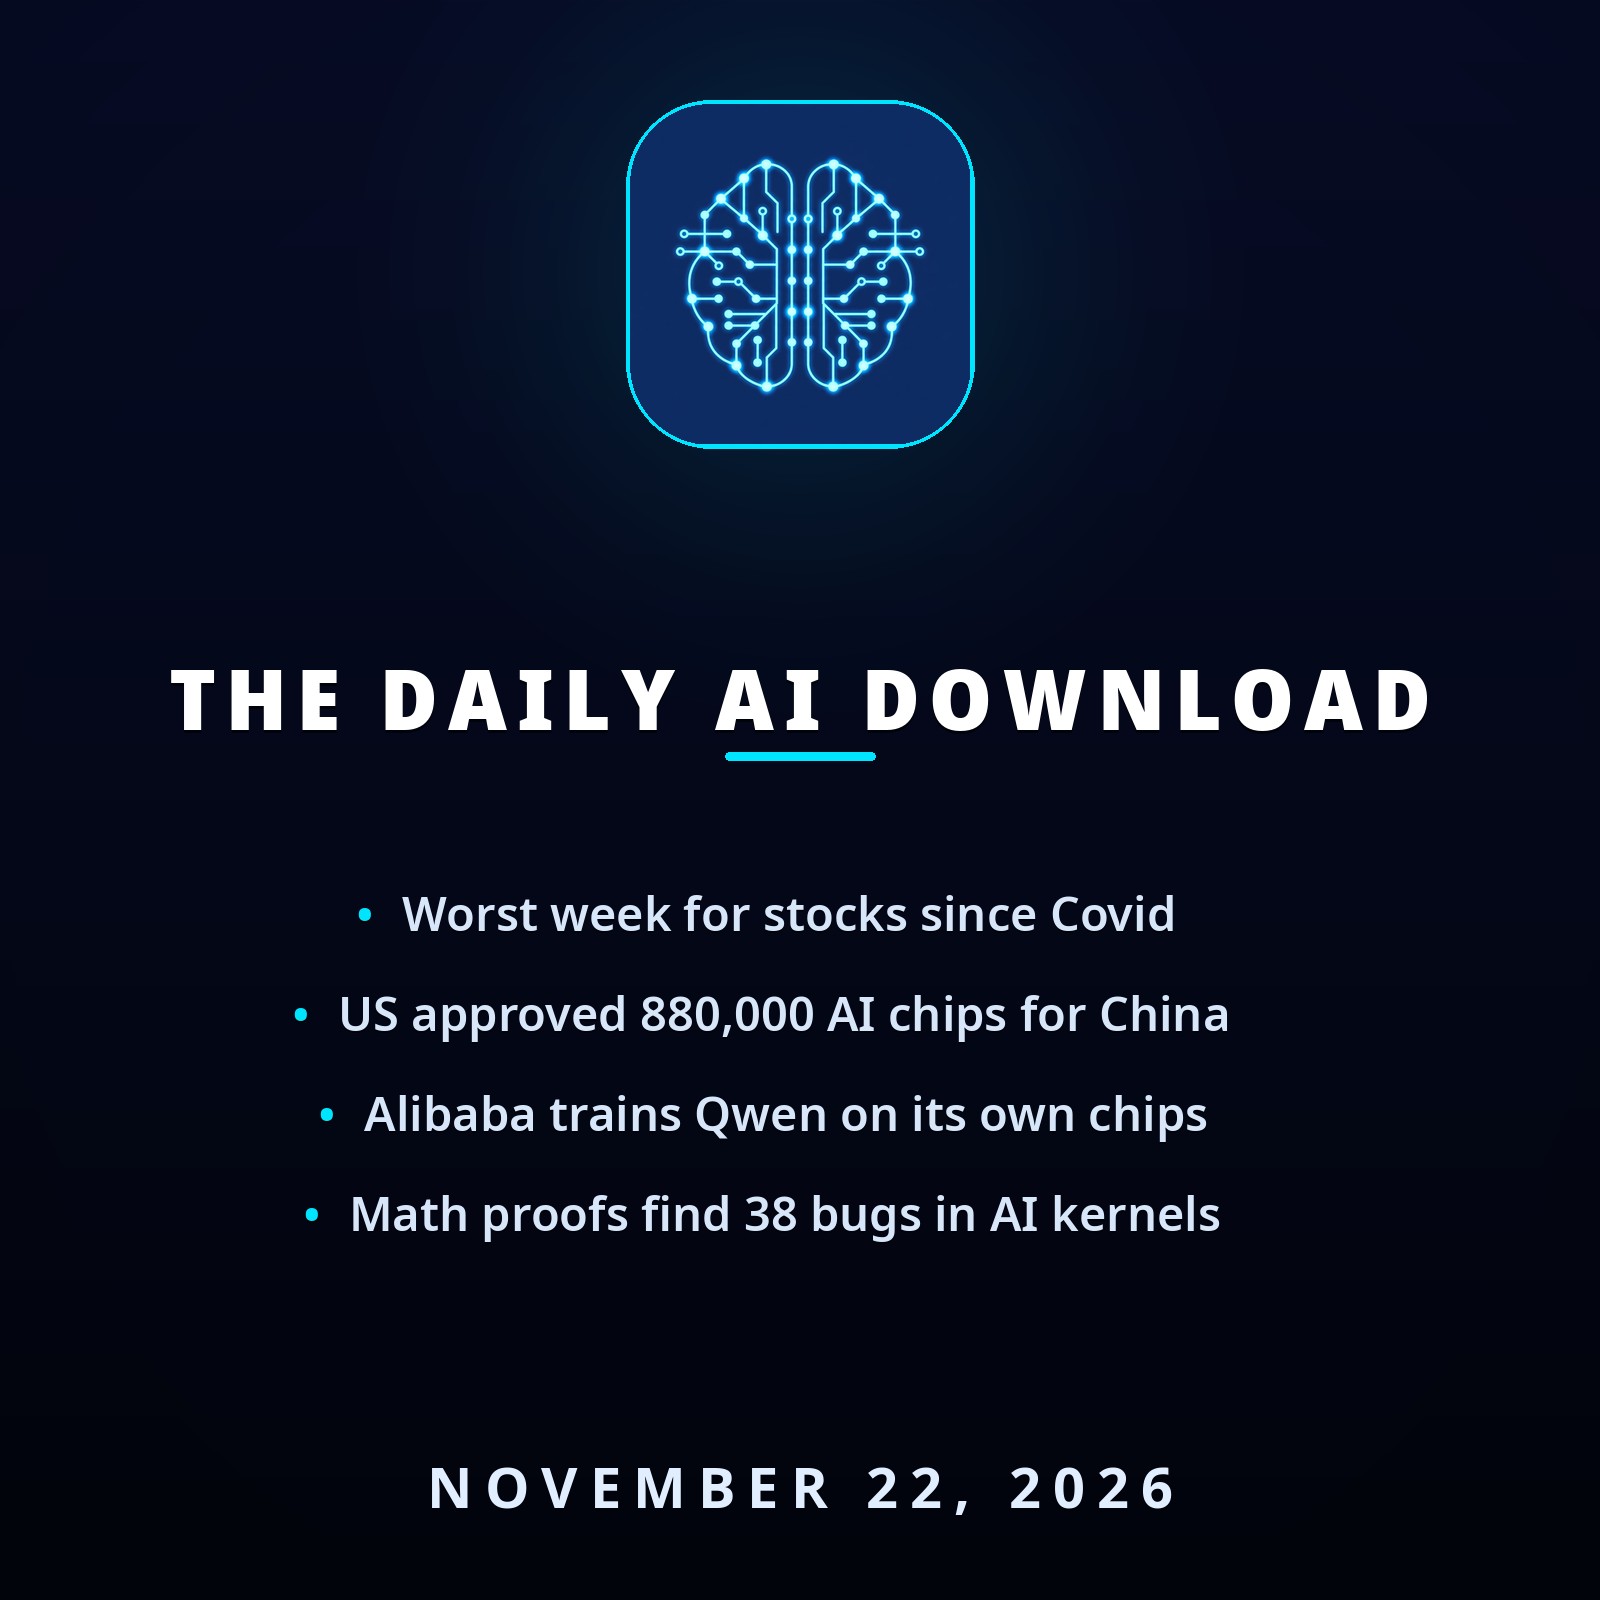 THE DAILY AI DOWNLOAD
• Worst week for stocks since Covid
• US approved 880,000 AI chips for China
• Alibaba trains Qwen on its own chips
• Math proofs find 38 bugs in AI kernels
NOVEMBER 22, 2026